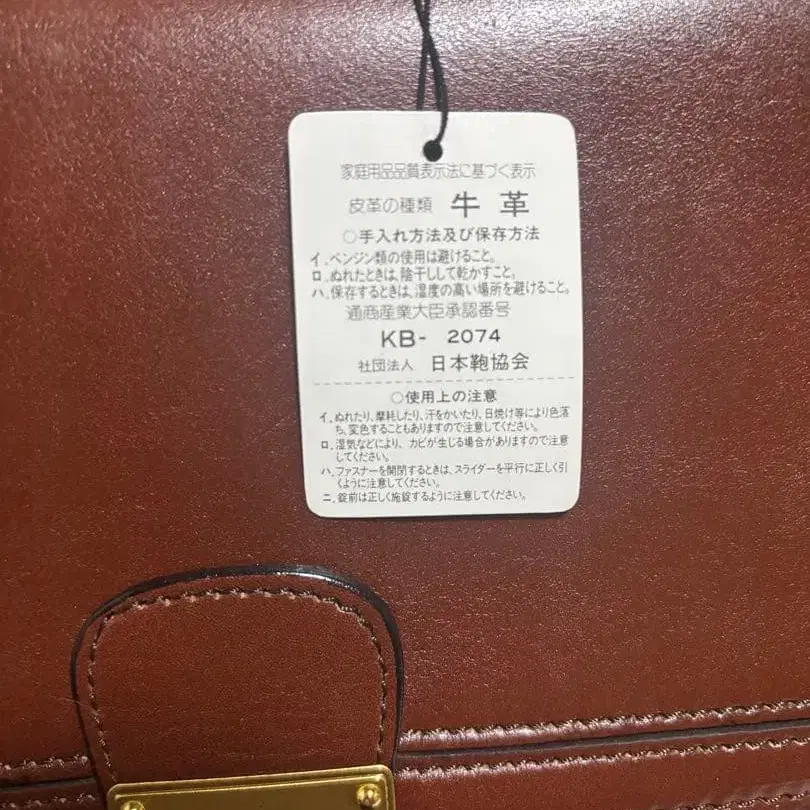 家庭用品品質表示法に基づく表示
皮革の種類 牛革
○手入れ方法及び保存方法
イ.ベンジン類の使用は避けること。
ロ.ぬれたときは、陰干しして乾かすこと。
ハ.保存するときは、湿度の高い場所を避けること。
通商産業大臣承認番号
KB- 2074
社団法人 日本鞄協会
○使用上の注意
イ.ぬれたり、摩耗したり、汗をかいたり、日焼け等により色落
ち、変色することもありますので注意してください。
ロ.湿気などにより、カビが生じる場合がありますので注意
してください。
ハ.ファスナーを開閉するときは、スライダーを平行に正しく引
くように注意してください。
ニ.錠前は正しく施錠するように注意してください。